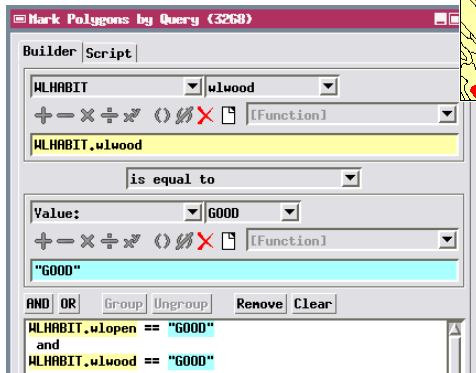 Mark Polygons by Query (3268)
Builder Script
WLHABIT wlwood
[Function]
WLHABIT.wlwood
is equal to
Value: GOOD
[Function]
"GOOD"
AND OR Group Ungroup Remove Clear
WLHABIT.wlopen == "GOOD"
and
WLHABIT.wlwood == "GOOD"